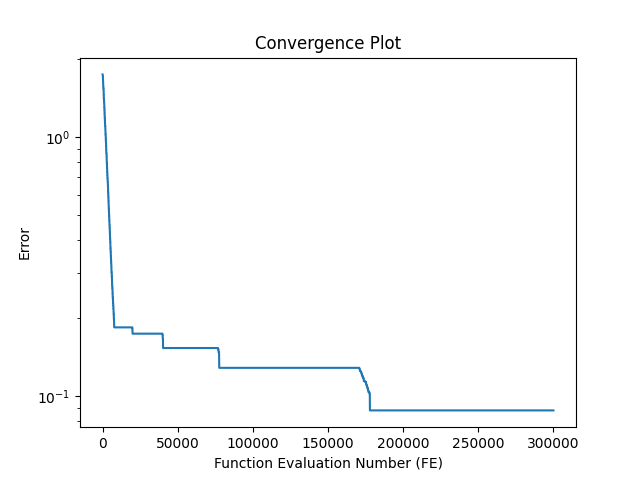 Convergence Plot
10⁰
10⁻¹
Error
0 50000 100000 150000 200000 250000 300000
Function Evaluation Number (FE)